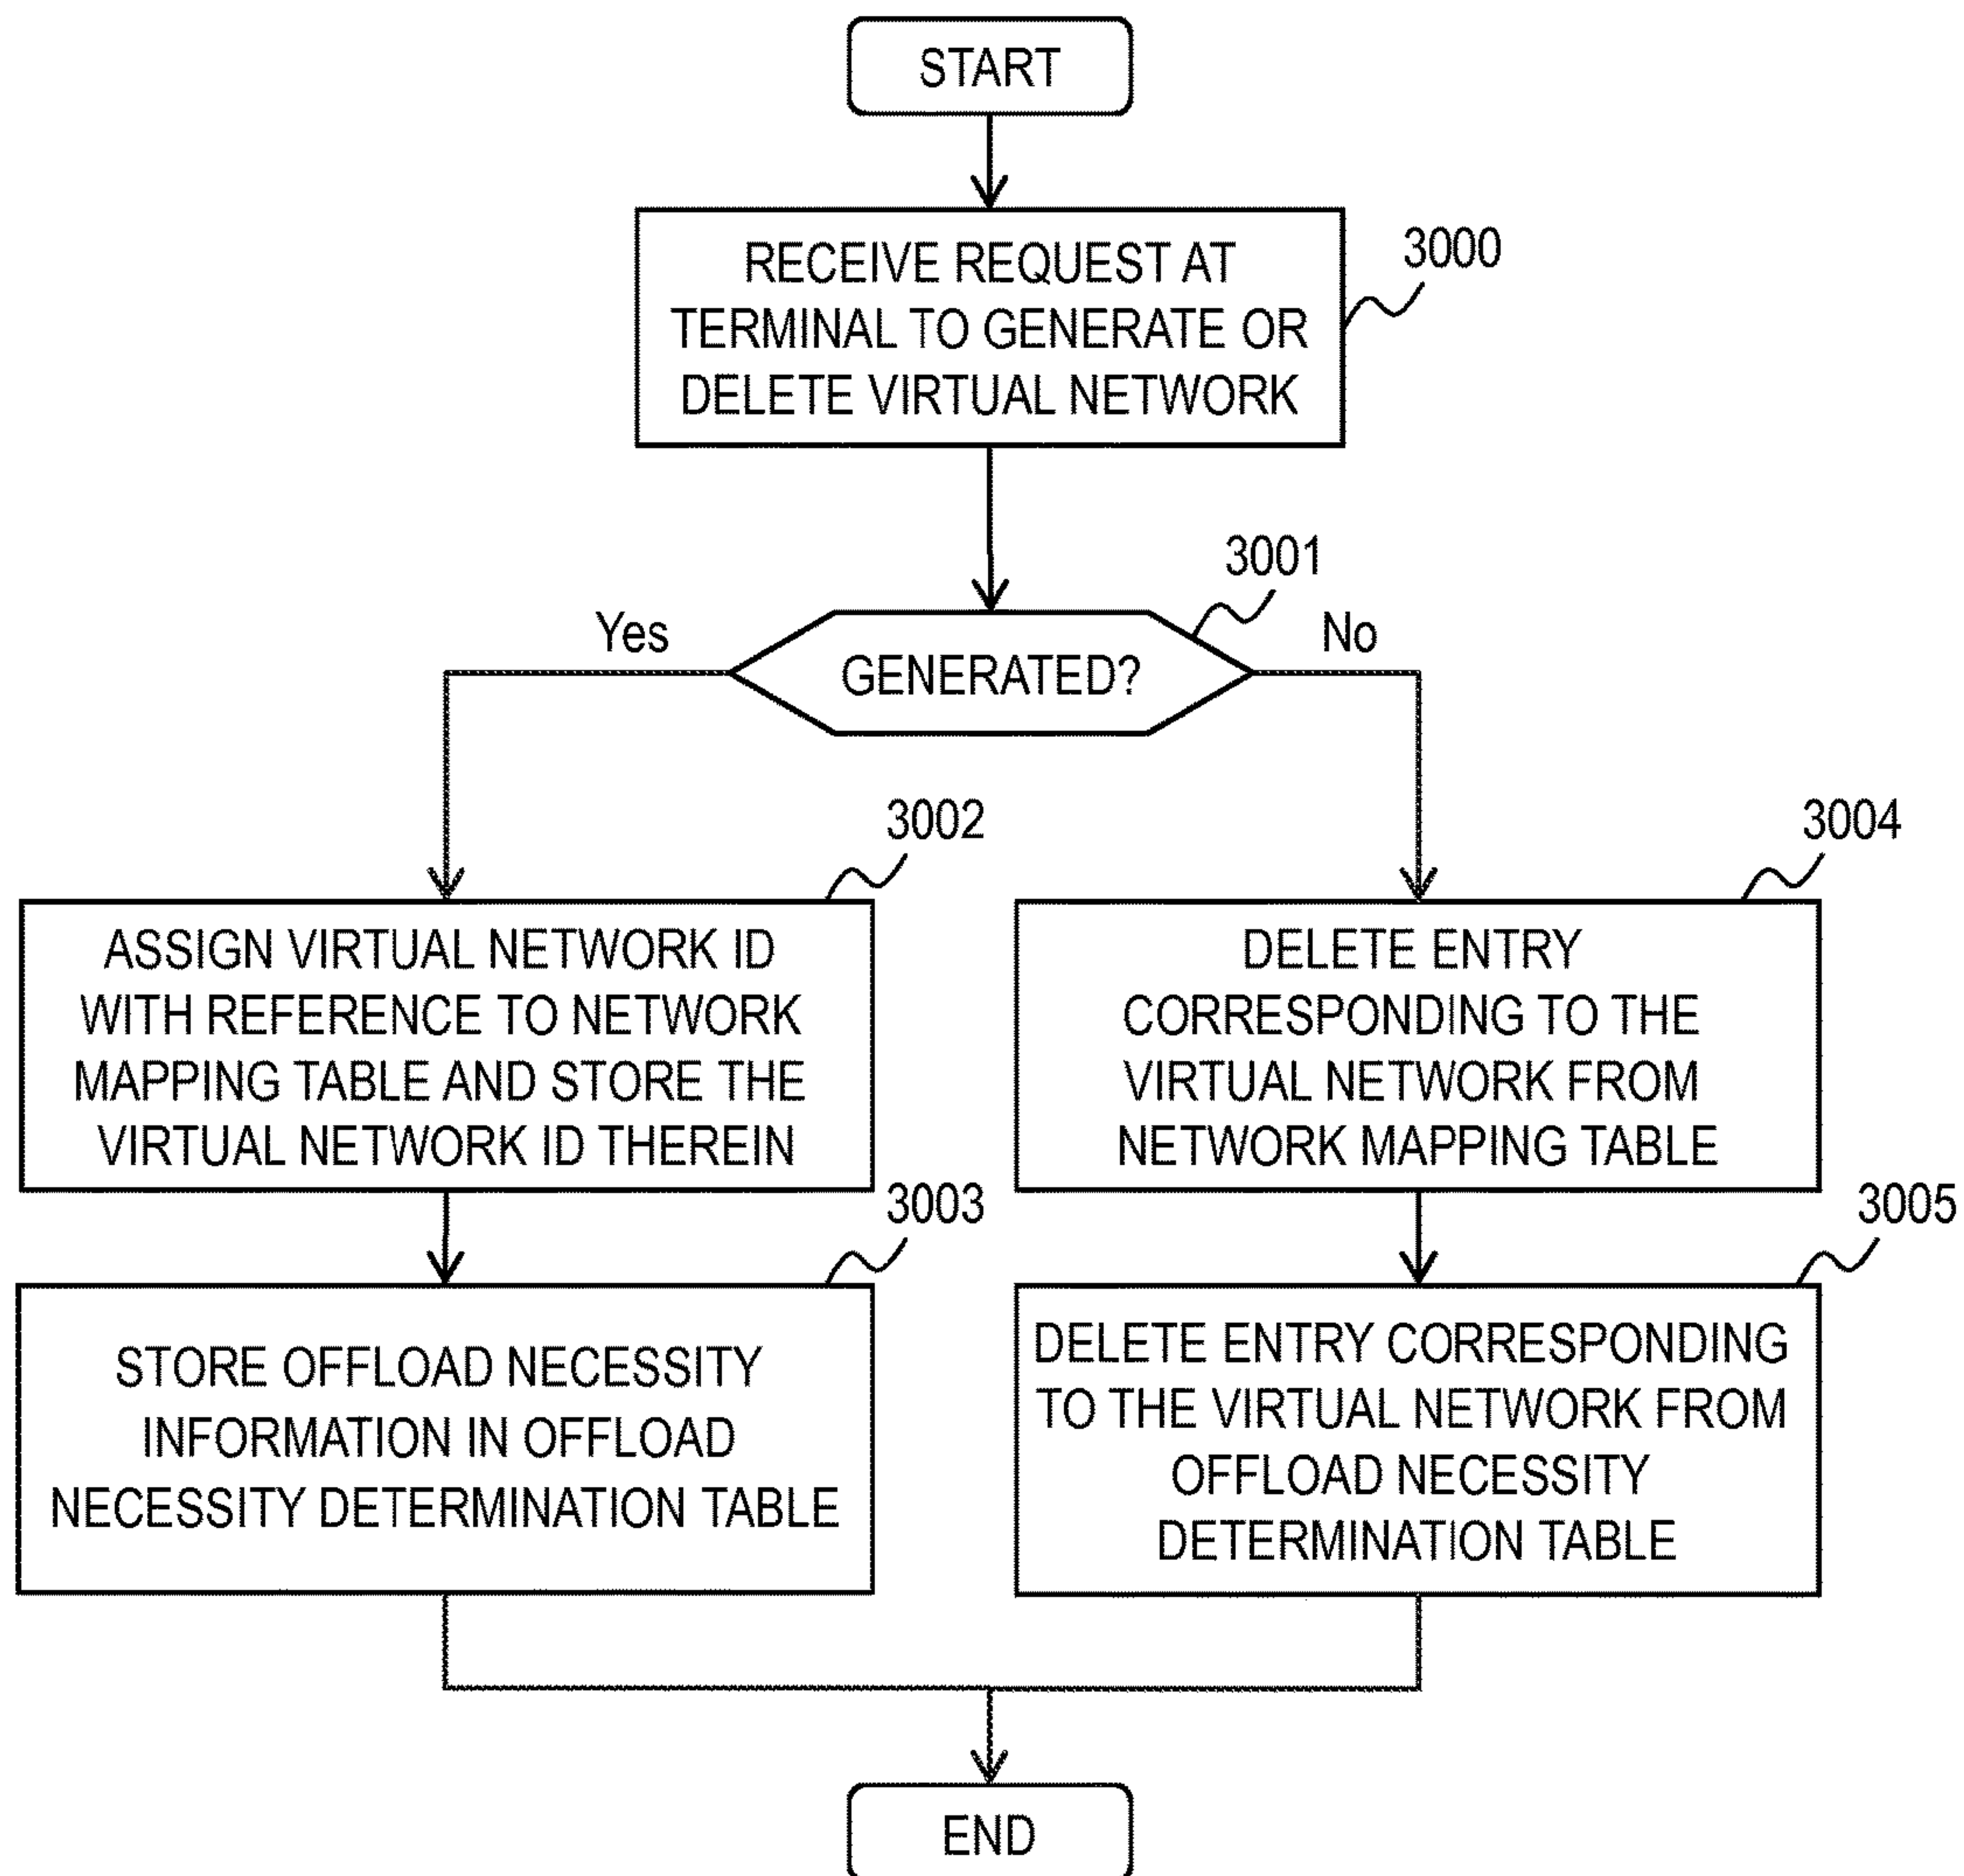 START
RECEIVE REQUEST AT
TERMINAL TO GENERATE OR
DELETE VIRTUAL NETWORK
3000
3001
Yes
GENERATED?
No
3002
ASSIGN VIRTUAL NETWORK ID
WITH REFERENCE TO NETWORK
MAPPING TABLE AND STORE THE
VIRTUAL NETWORK ID THEREIN
3004
DELETE ENTRY
CORRESPONDING TO THE
VIRTUAL NETWORK FROM
NETWORK MAPPING TABLE
3003
STORE OFFLOAD NECESSITY
INFORMATION IN OFFLOAD
NECESSITY DETERMINATION TABLE
3005
DELETE ENTRY CORRESPONDING
TO THE VIRTUAL NETWORK FROM
OFFLOAD NECESSITY
DETERMINATION TABLE
END